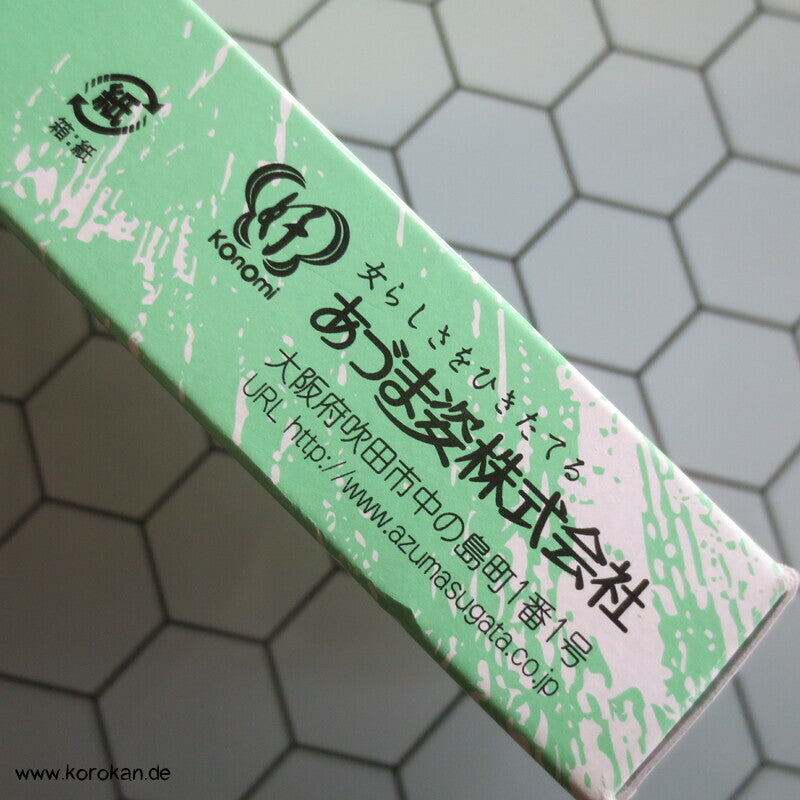 紙
箱:紙
好
Konomi
女らしさをひきたてる
あづま姿株式会社
大阪府吹田市中の島町1番1号
URL http://www.azumasugata.co.jp
www.korokan.de